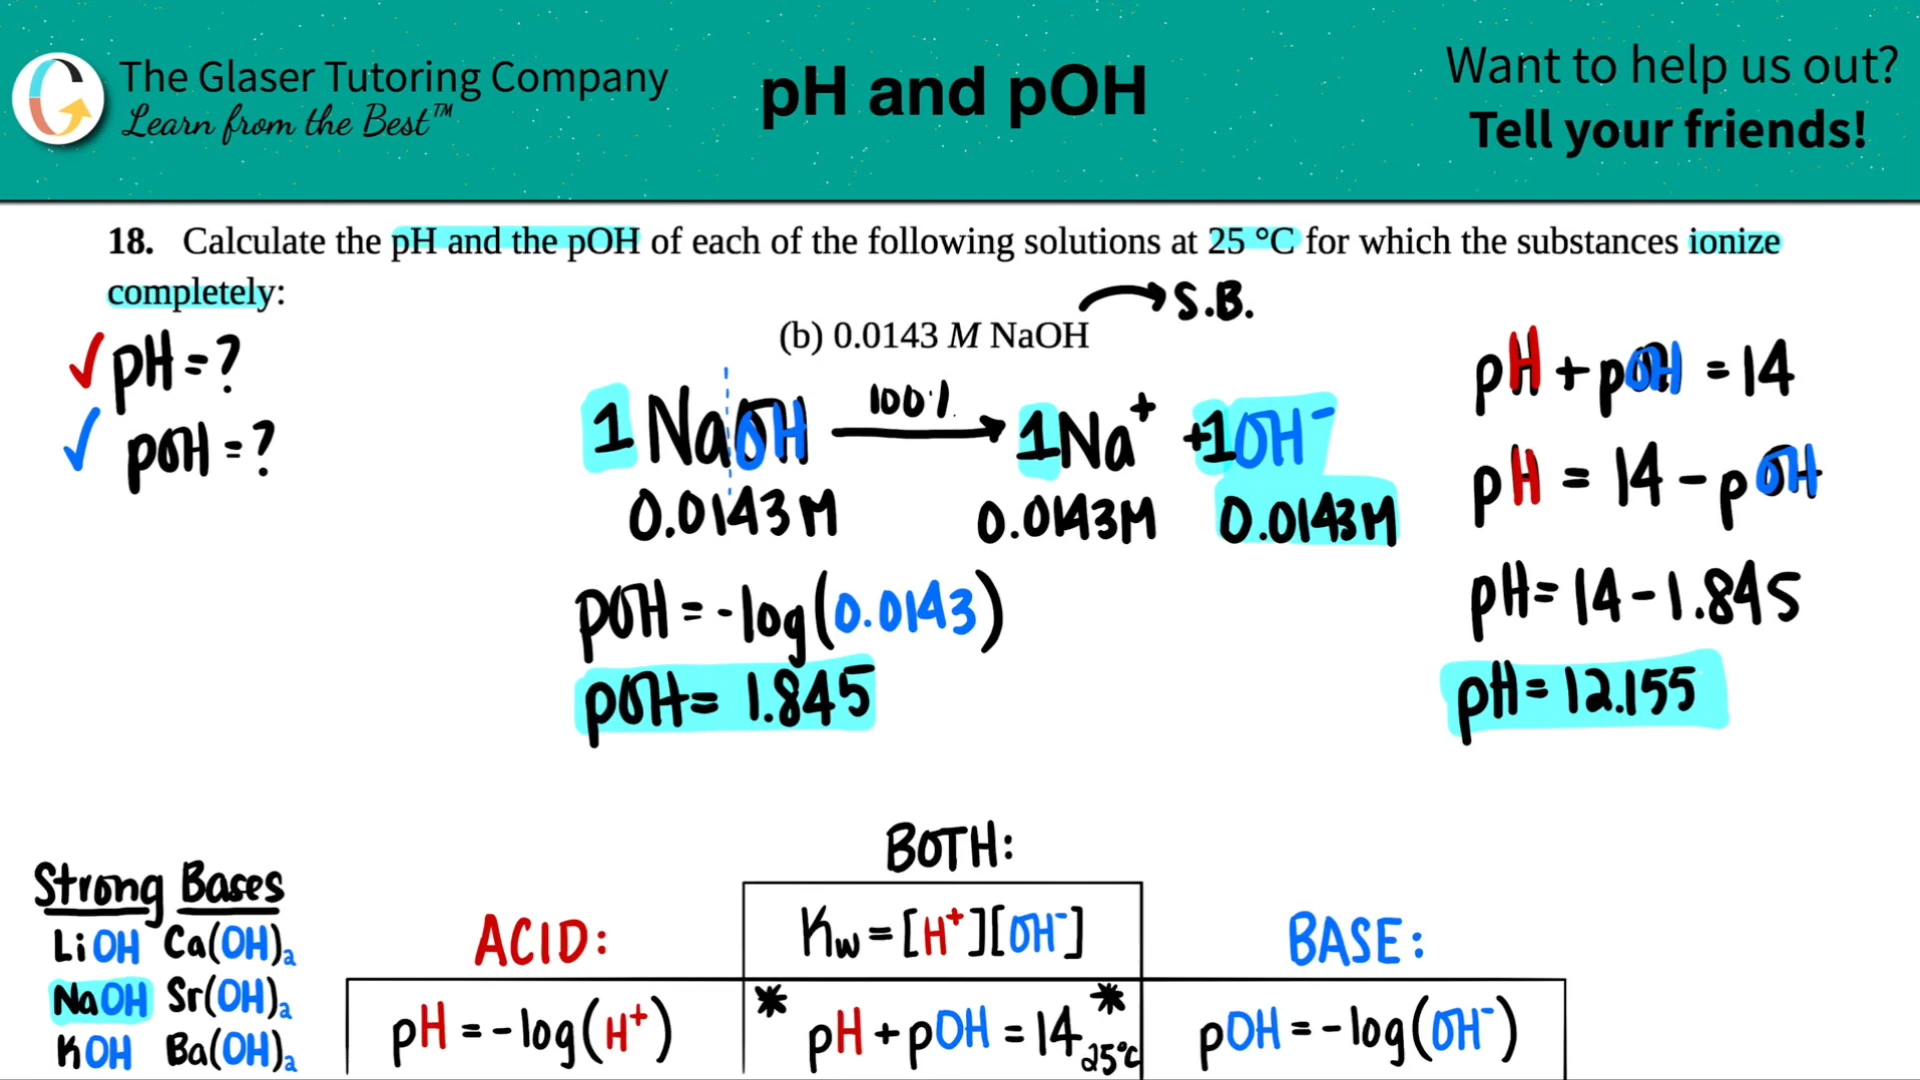 The Glaser Tutoring Company
Learn from the Best™
pH and pOH
Want to help us out?
Tell your friends!
18. Calculate the pH and the pOH of each of the following solutions at 25 °C for which the substances ionize
completely:
(b) 0.0143 M NaOH → S.B.
✓ pH = ?
✓ pOH = ?
1 NaOH 100% → 1Na⁺ + 1OH⁻
0.0143 M 0.0143M 0.0143M
pOH = -log(0.0143)
pOH = 1.845
pH + pOH = 14
pH = 14 - pOH
pH = 14 - 1.845
pH = 12.155
Strong Bases
LiOH Ca(OH)₂
NaOH Sr(OH)₂
KOH Ba(OH)₂
ACID:
pH = -log(H⁺)
BOTH:
Kw = [H⁺][OH⁻]
* pH + pOH = 14 * 25°C
BASE:
pOH = -log(OH⁻)